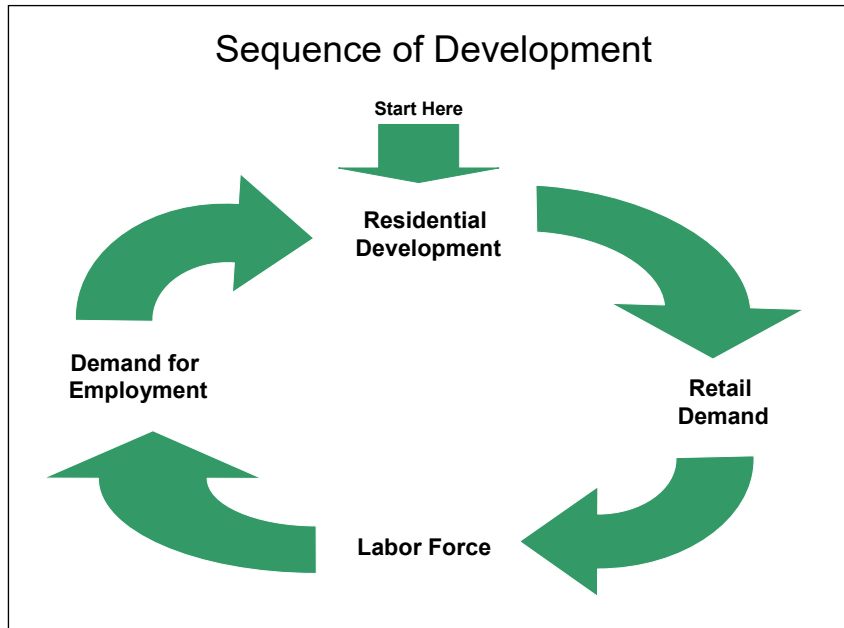 Sequence of Development
Start Here
Residential
Development
Demand for
Employment
Retail
Demand
Labor Force